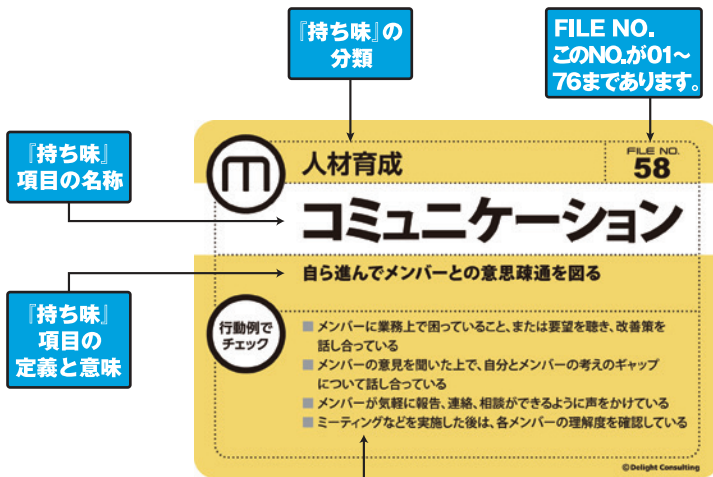 『持ち味』の
分類
FILE NO.
このNO.が01～
76まであります。
『持ち味』
項目の名称
『持ち味』
項目の
定義と意味
m
人材育成
FILE NO.
58
コミュニケーション
自ら進んでメンバーとの意思疎通を図る
行動例で
チェック
■ メンバーに業務上で困っていること、または要望を聴き、改善策を
話し合っている
■ メンバーの意見を聞いた上で、自分とメンバーの考えのギャップ
について話し合っている
■ メンバーが気軽に報告、連絡、相談ができるように声をかけている
■ ミーティングなどを実施した後は、各メンバーの理解度を確認している
©Delight Consulting